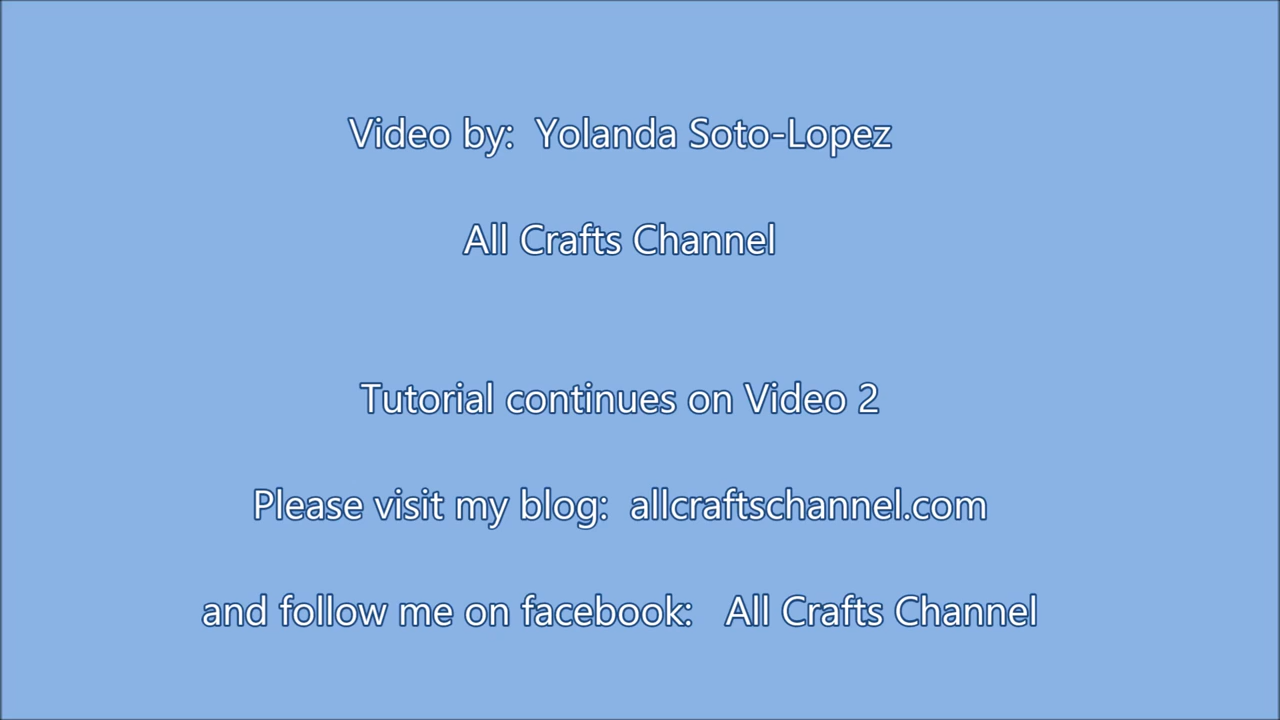 Video by:  Yolanda Soto-Lopez
All Crafts Channel
Tutorial continues on Video 2
Please visit my blog:  allcraftschannel.com
and follow me on facebook:   All Crafts Channel